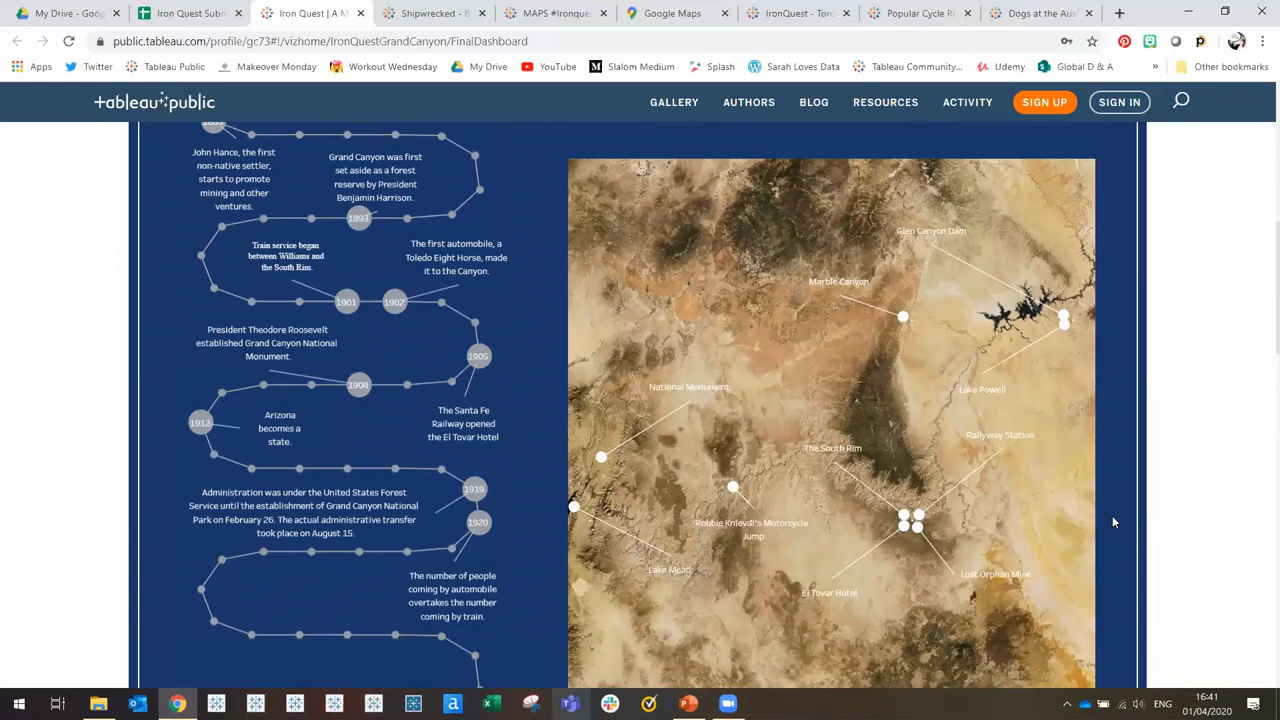 My Drive - Goo
IronQuest Grand
Iron Quest | A M
Shipwrecked - B
MAPS #Ironques
Google Maps
IronQuest - Torc
Popular Cycle Ro
Dogs at the Aus
public.tableau.com/profile/gc73#!/vizhome/IronQuestGrandCanyon/FinalDashboard
Apps
Twitter
Tableau Public
Makeover Monday
Workout Wednesday
My Drive
YouTube
Slalom Medium
Splash
Sarah Loves Data
Tableau Community...
Udemy
Global D & A
»
Other bookmarks
+ableau+public
GALLERY
AUTHORS
BLOG
RESOURCES
ACTIVITY
SIGN UP
SIGN IN
John Hance, the first
non-native settler,
starts to promote
mining and other
ventures.
Grand Canyon was first
set aside as a forest
reserve by President
Benjamin Harrison.
1893
Train service began
between Williams and
the South Rim.
The first automobile, a
Toledo Eight Horse, made
it to the Canyon.
1901
1902
President Theodore Roosevelt
established Grand Canyon National
Monument.
1905
1908
1912
Arizona
becomes a
state.
The Santa Fe
Railway opened
the El Tovar Hotel
1919
Administration was under the United States Forest
Service until the establishment of Grand Canyon National
Park on February 26. The actual administrative transfer
took place on August 15.
1920
The number of people
coming by automobile
overtakes the number
coming by train.
Glen Canyon Dam
Marble Canyon
National Monument
Lake Powell
Railyway Station
The South Rim
Robbie Knieval's Motorcycle
Jump
Lake Mead
Lost Orphan Mine
El Tovar Hotel
ENG
16:41
01/04/2020